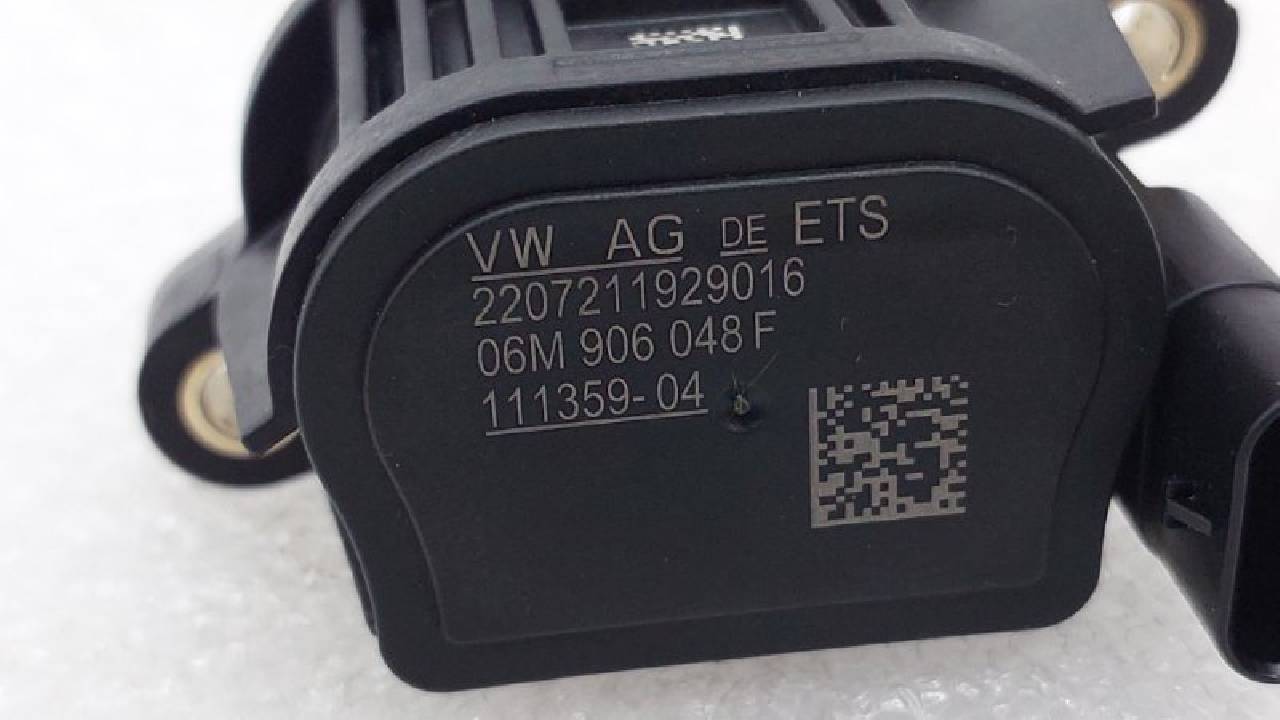 VW AG DE ETS
2207211929016
06M 906 048 F
111359-04